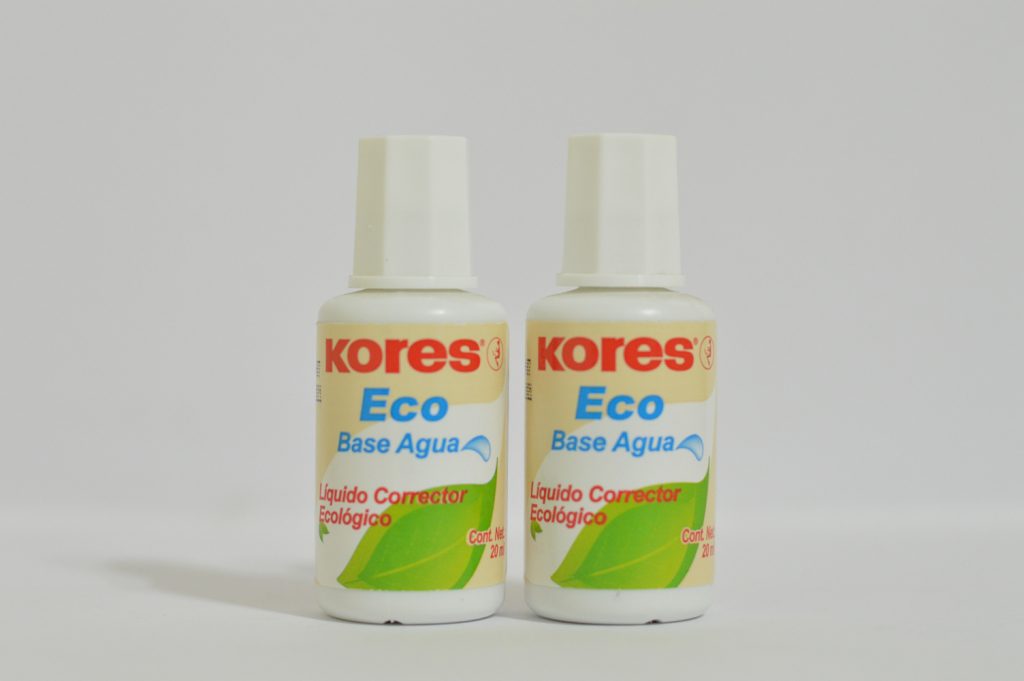 Kores®
Eco
Base Agua
Líquido Corrector
Ecológico
Cont. Net.
20 ml
Kores®
Eco
Base Agua
Líquido Corrector
Ecológico
Cont. Net.
20 ml